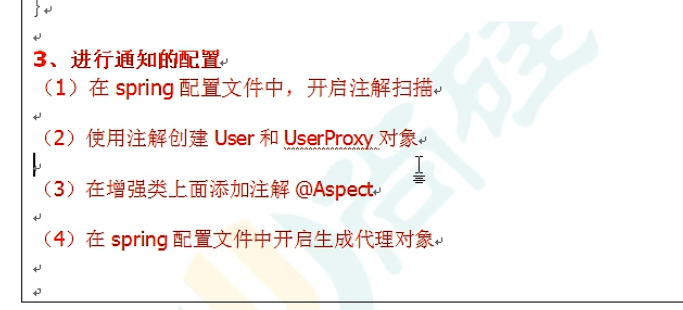 }
3、进行通知的配置
（1）在 spring 配置文件中，开启注解扫描
（2）使用注解创建 User 和 UserProxy 对象
（3）在增强类上面添加注解 @Aspect
（4）在 spring 配置文件中开启生成代理对象